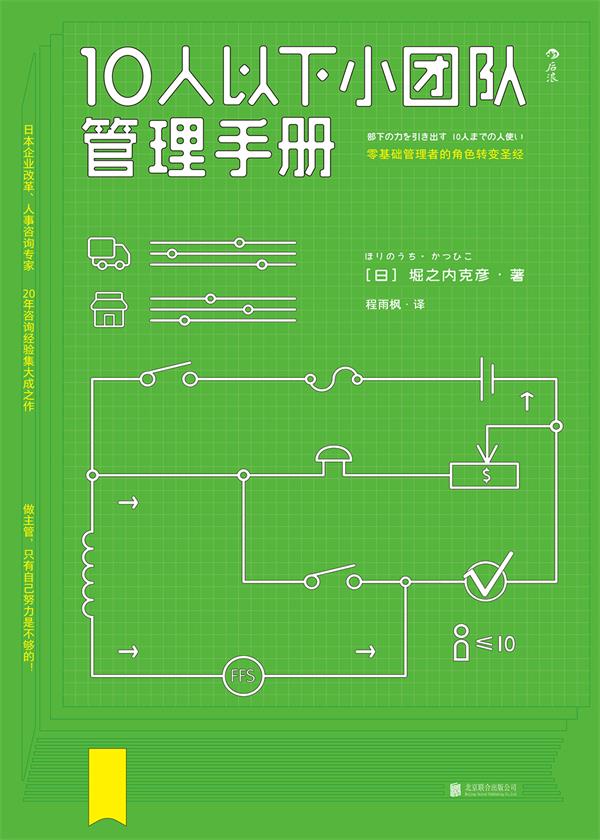 10人以下小团队
管理手册
后浪
部下の力を引き出す 10人までの人使い
零基础管理者的角色转变圣经
ほりのうち・かつひこ
[日] 堀之内克彦·著
程雨枫·译
日本企业改革、人事咨询专家 20年咨询经验集大成之作 做主管,只有自己努力是不够的!
$
≤10
FFS
北京联合出版公司
Beijing United Publishing Co.,Ltd.